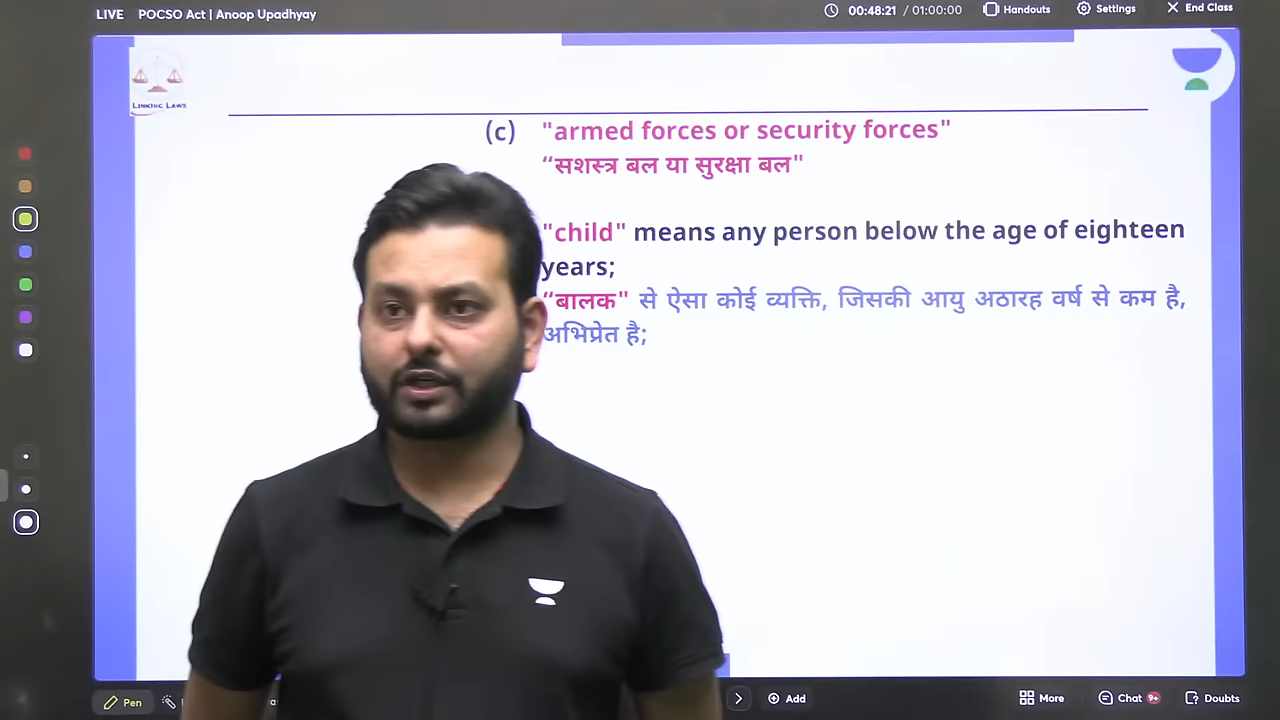 LIVE POCSO Act | Anoop Upadhyay 00:48:21 / 01:00:00 Handouts Settings End Class
LINKING LAWS
(c) "armed forces or security forces"
“सशस्त्र बल या सुरक्षा बल"
"child" means any person below the age of eighteen
years;
“बालक" से ऐसा कोई व्यक्ति, जिसकी आयु अठारह वर्ष से कम है,
अभिप्रेत है;
Pen Add More Chat 9+ Doubts